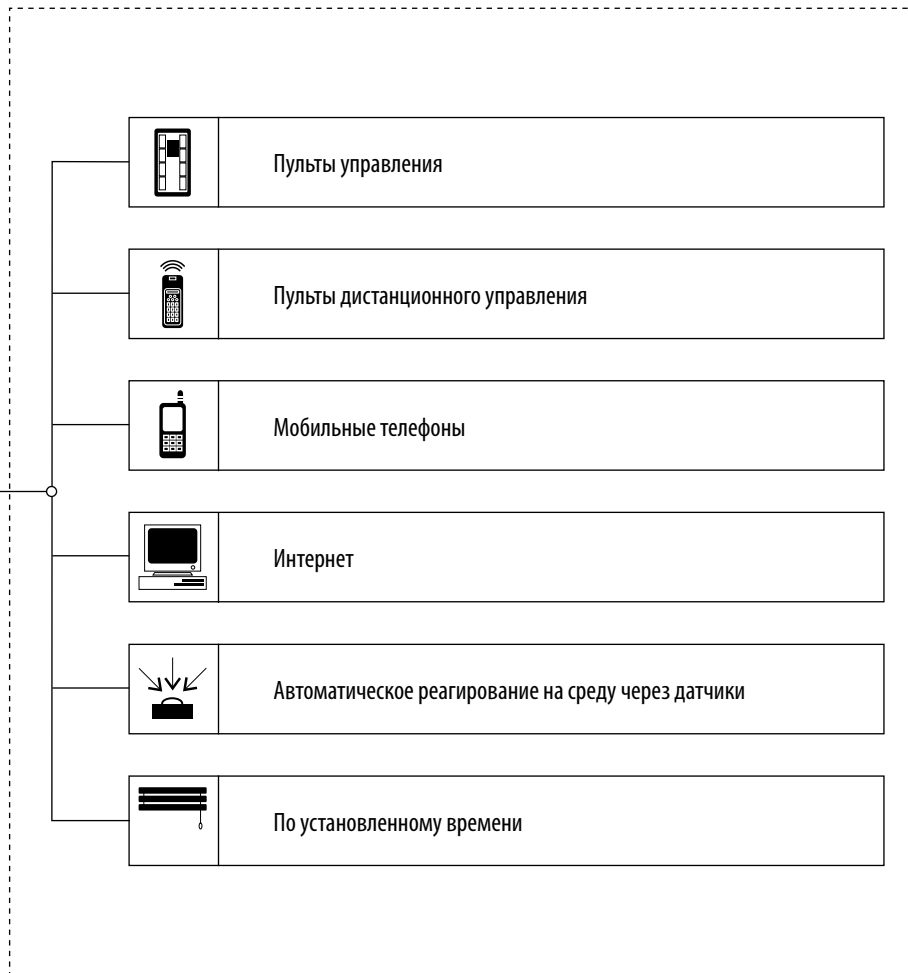 Пульты управления
Пульты дистанционного управления
Мобильные телефоны
Интернет
Автоматическое реагирование на среду через датчики
По установленному времени